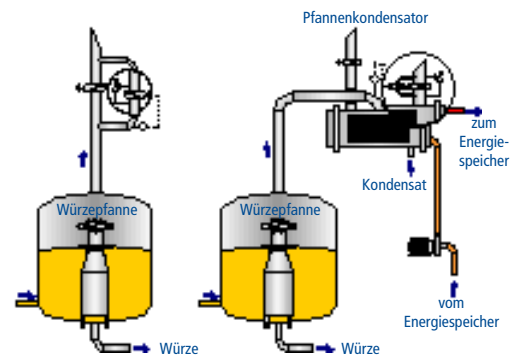 Pfannenkondensator
zum
Energie-
speicher
Kondensat
Würzepfanne
Würzepfanne
vom
Energiespeicher
Würze
Würze